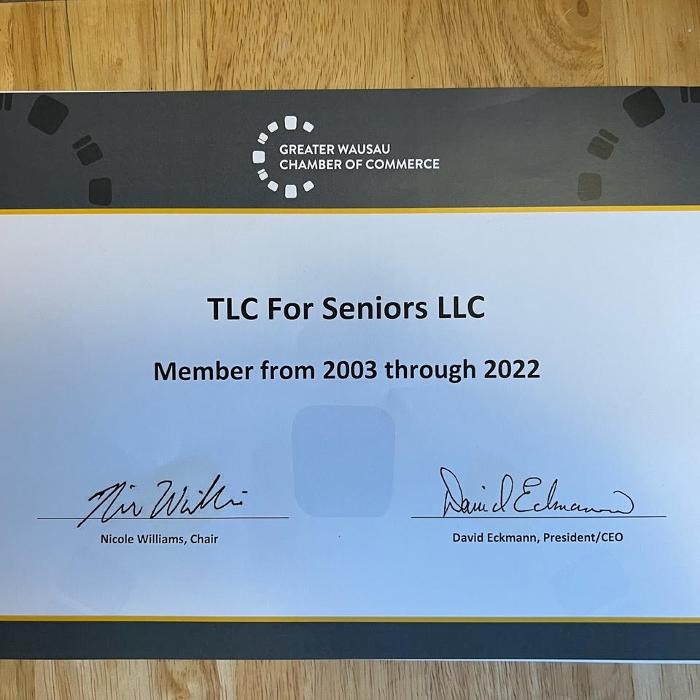 GREATER WAUSAU
CHAMBER OF COMMERCE
TLC For Seniors LLC
Member from 2003 through 2022
Nicole Williams, Chair
David Eckmann, President/CEO